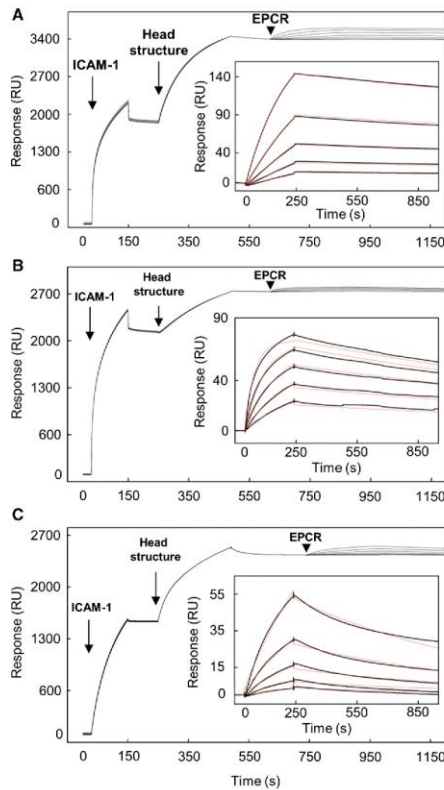 A
ICAM-1
Head
structure
EPCR
Response (RU)
3400
2700
2000
1300
600
0
Response (RU)
140
90
40
0
0 250 550 850
Time (s)
0 150 350 550 750 950 1150
B
ICAM-1
Head
structure
EPCR
Response (RU)
2700
2000
1300
600
0
Response (RU)
90
40
0
0 250 550 850
Time (s)
0 150 350 550 750 950 1150
C
ICAM-1
Head
structure
EPCR
Response (RU)
2700
2000
1300
600
0
Response (RU)
55
35
15
0
0 250 550 850
Time (s)
0 150 350 550 750 950 1150
Time (s)